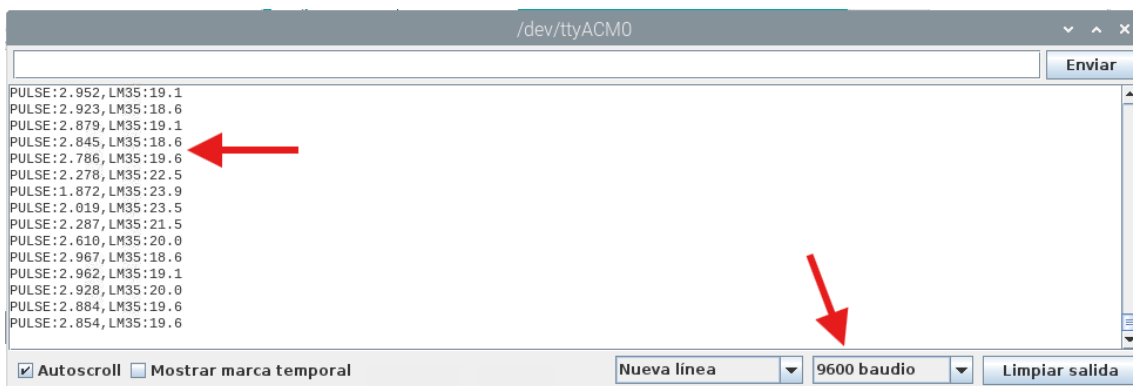 /dev/ttyACM0
Enviar
PULSE:2.952,LM35:19.1
PULSE:2.923,LM35:18.6
PULSE:2.879,LM35:19.1
PULSE:2.845,LM35:18.6
PULSE:2.786,LM35:19.6
PULSE:2.278,LM35:22.5
PULSE:1.872,LM35:23.9
PULSE:2.019,LM35:23.5
PULSE:2.287,LM35:21.5
PULSE:2.610,LM35:20.0
PULSE:2.967,LM35:18.6
PULSE:2.962,LM35:19.1
PULSE:2.928,LM35:20.0
PULSE:2.884,LM35:19.6
PULSE:2.854,LM35:19.6
Autoscroll Mostrar marca temporal Nueva línea 9600 baudio Limpiar salida